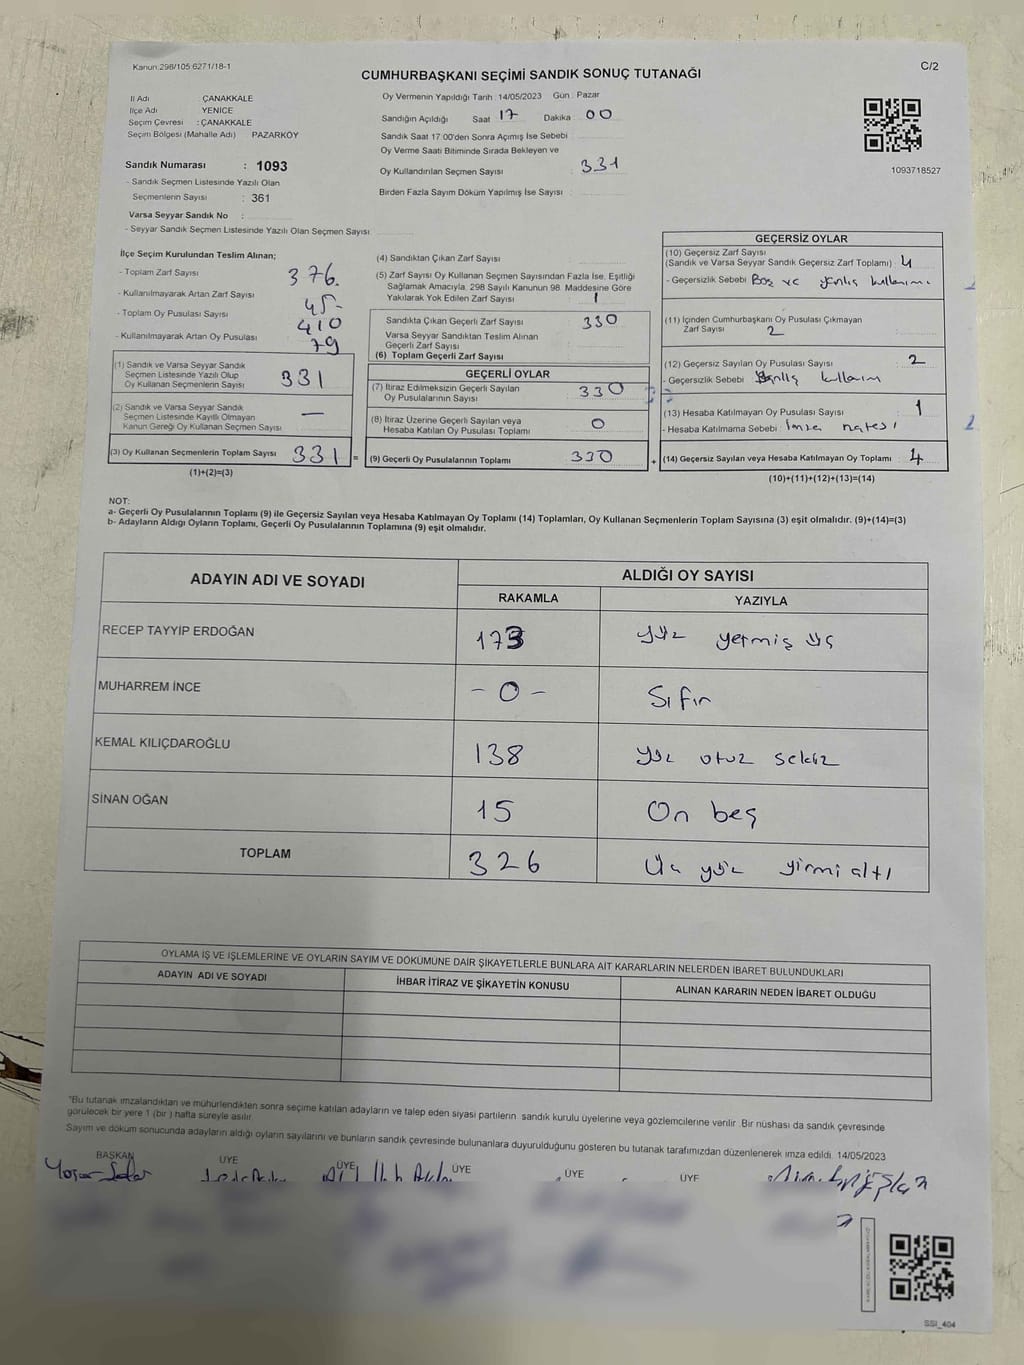 Kanun:298/105 6271/18-1
C/2
CUMHURBAŞKANI SEÇİMİ SANDIK SONUÇ TUTANAĞI
İl Adı : ÇANAKKALE
İlçe Adı : YENİCE
Seçim Çevresi : ÇANAKKALE
Seçim Bölgesi (Mahalle Adı) : PAZARKÖY
Sandık Numarası : 1093
- Sandık Seçmen Listesinde Yazılı Olan
Seçmenlerin Sayısı : 361
Varsa Seyyar Sandık No :
- Seyyar Sandık Seçmen Listesinde Yazılı Olan Seçmen Sayısı
Oy Vermenin Yapıldığı Tarih : 14/05/2023 Gün : Pazar
Sandığın Açıldığı Saat 17 Dakika 00
Sandık Saat 17:00'den Sonra Açımış İse Sebebi
Oy Verme Saati Bitiminde Sırada Bekleyen ve
Oy Kullandırılan Seçmen Sayısı : 331
Birden Fazla Sayım Döküm Yapılmış İse Sayısı :
1093718527
İlçe Seçim Kurulundan Teslim Alınan;
- Toplam Zarf Sayısı 376.
- Kullanılmayarak Artan Zarf Sayısı 45-
- Toplam Oy Pusulası Sayısı 410
- Kullanılmayarak Artan Oy Pusulası 79
(1) Sandık ve Varsa Seyyar Sandık
Seçmen Listesinde Yazılı Olup
Oy Kullanan Seçmenlerin Sayısı 331
(2) Sandık ve Varsa Seyyar Sandık
Seçmen Listesinde Kayıtlı Olmayan
Kanun Gereği Oy Kullanan Seçmen Sayısı —
(3) Oy Kullanan Seçmenlerin Toplam Sayısı 331 =
(1)+(2)=(3)
(4) Sandıktan Çıkan Zarf Sayısı :
(5) Zarf Sayısı Oy Kullanan Seçmen Sayısından Fazla İse, Eşitliği
Sağlamak Amacıyla, 298 Sayılı Kanunun 98. Maddesine Göre
Yakılarak Yok Edilen Zarf Sayısı : 1
Sandıkta Çıkan Geçerli Zarf Sayısı : 330
Varsa Seyyar Sandıktan Teslim Alınan
Geçerli Zarf Sayısı :
(6) Toplam Geçerli Zarf Sayısı
GEÇERLİ OYLAR
(7) İtiraz Edilmeksizin Geçerli Sayılan
Oy Pusulalarının Sayısı : 330
(8) İtiraz Üzerine Geçerli Sayılan veya
Hesaba Katılan Oy Pusulası Toplamı : 0
(9) Geçerli Oy Pusulalarının Toplamı : 330 +
GEÇERSİZ OYLAR
(10) Geçersiz Zarf Sayısı
(Sandık ve Varsa Seyyar Sandık Geçersiz Zarf Toplamı) : 4
- Geçersizlik Sebebi Boş ve yanlış kullanımı
(11) İçinden Cumhurbaşkanı Oy Pusulası Çıkmayan
Zarf Sayısı 2
(12) Geçersiz Sayılan Oy Pusulası Sayısı : 2
- Geçersizlik Sebebi yanlış kullanım
(13) Hesaba Katılmayan Oy Pusulası Sayısı : 1
- Hesaba Katılmama Sebebi : imza hatası
(14) Geçersiz Sayılan veya Hesaba Katılmayan Oy Toplamı : 4
(10)+(11)+(12)+(13)=(14)
NOT:
a- Geçerli Oy Pusulalarının Toplamı (9) ile Geçersiz Sayılan veya Hesaba Katılmayan Oy Toplamı (14) Toplamları, Oy Kullanan Seçmenlerin Toplam Sayısına (3) eşit olmalıdır. (9)+(14)=(3)
b- Adayların Aldığı Oyların Toplamı, Geçerli Oy Pusulalarının Toplamına (9) eşit olmalıdır.
ADAYIN ADI VE SOYADI ALDIĞI OY SAYISI
RAKAMLA YAZIYLA
RECEP TAYYİP ERDOĞAN 173 yüz yetmiş üç
MUHARREM İNCE - 0 - Sıfır
KEMAL KILIÇDAROĞLU 138 yüz otuz sekiz
SİNAN OĞAN 15 On beş
TOPLAM 326 Üç yüz yirmi altı
OYLAMA İŞ VE İŞLEMLERİNE VE OYLARIN SAYIM VE DÖKÜMÜNE DAİR ŞİKAYETLERLE BUNLARA AİT KARARLARIN NELERDEN İBARET BULUNDUKLARI
ADAYIN ADI VE SOYADI İHBAR İTİRAZ VE ŞİKAYETİN KONUSU ALINAN KARARIN NEDEN İBARET OLDUĞU
*Bu tutanak imzalandıktan ve mühürlendikten sonra seçime katılan adayların ve talep eden siyasi partilerin sandık kurulu üyelerine veya gözlemcilerine verilir. Bir nüshası da sandık çevresinde
görülecek bir yere 1 (bir) hafta süreyle asılır.
Sayım ve döküm sonucunda adayların aldığı oyların sayılarını ve bunların sandık çevresinde bulunanlara duyurulduğunu gösteren bu tutanak tarafımızdan düzenlenerek imza edildi. 14/05/2023
BAŞKAN ÜYE ÜYE ÜYE ÜYE ÜYE
SSI_404